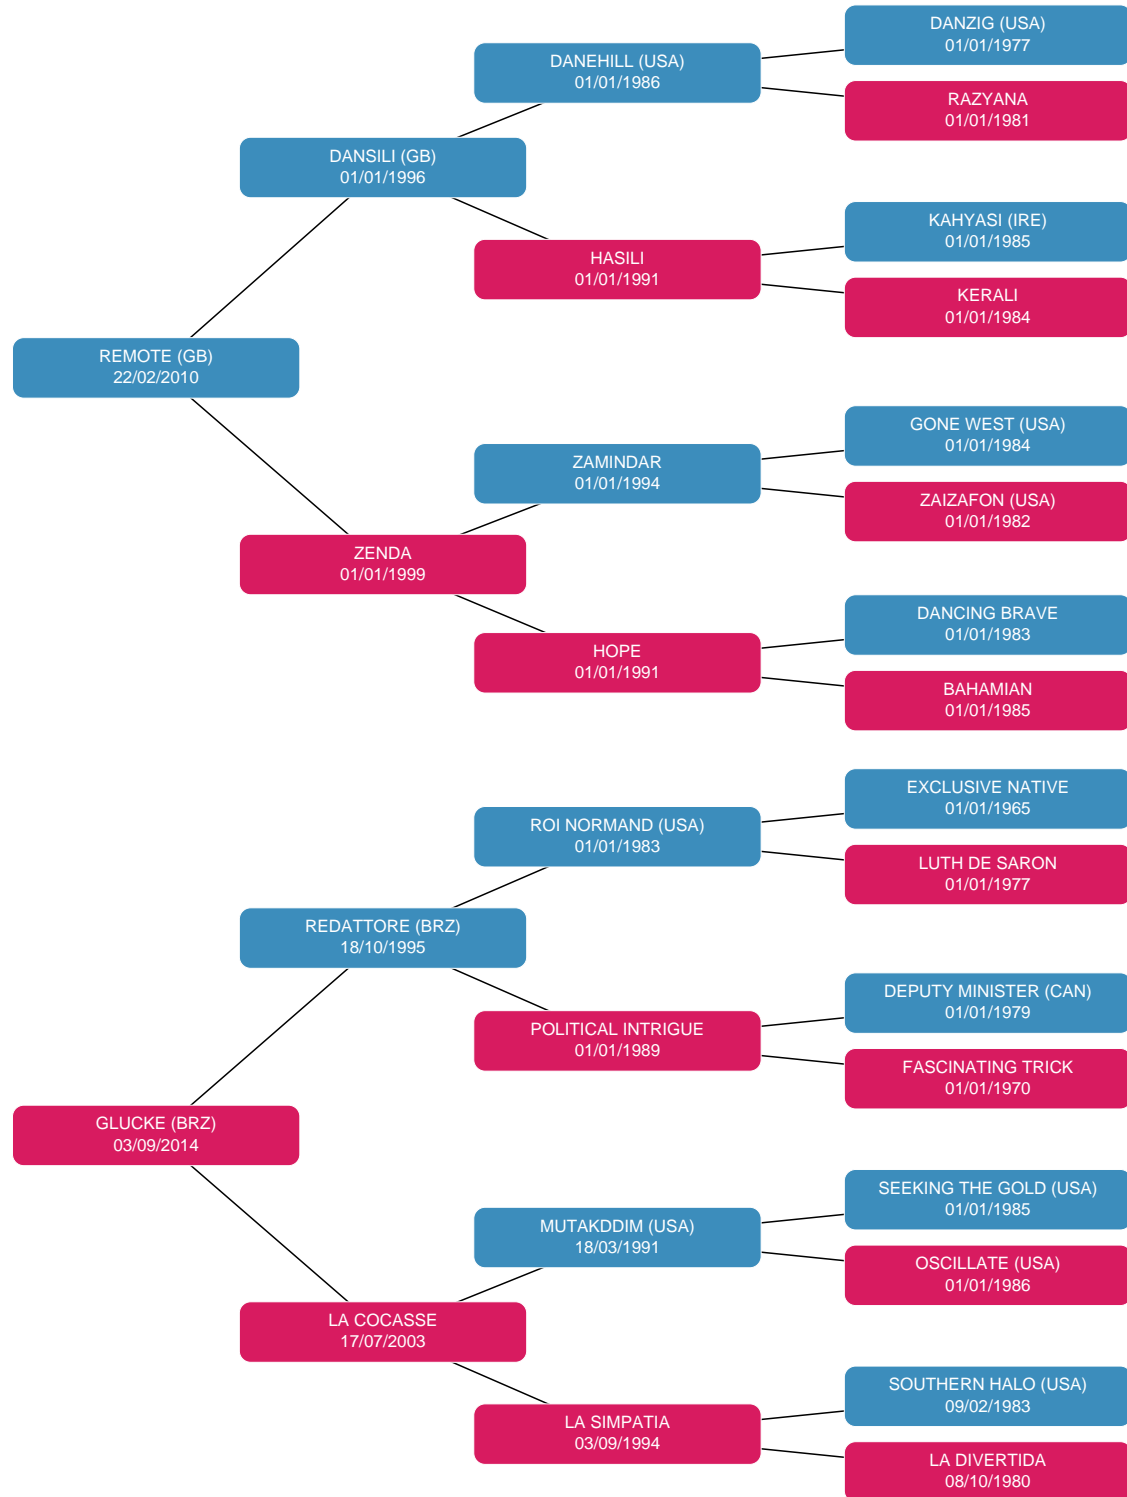 DANZIG (USA)
01/01/1977
DANEHILL (USA)
01/01/1986
RAZYANA
01/01/1981
DANSILI (GB)
01/01/1996
KAHYASI (IRE)
01/01/1985
HASILI
01/01/1991
KERALI
01/01/1984
REMOTE (GB)
22/02/2010
GONE WEST (USA)
01/01/1984
ZAMINDAR
01/01/1994
ZAIZAFON (USA)
01/01/1982
ZENDA
01/01/1999
DANCING BRAVE
01/01/1983
HOPE
01/01/1991
BAHAMIAN
01/01/1985
EXCLUSIVE NATIVE
01/01/1965
ROI NORMAND (USA)
01/01/1983
LUTH DE SARON
01/01/1977
REDATTORE (BRZ)
18/10/1995
DEPUTY MINISTER (CAN)
01/01/1979
POLITICAL INTRIGUE
01/01/1989
FASCINATING TRICK
01/01/1970
GLUCKE (BRZ)
03/09/2014
SEEKING THE GOLD (USA)
01/01/1985
MUTAKDDIM (USA)
18/03/1991
OSCILLATE (USA)
01/01/1986
LA COCASSE
17/07/2003
SOUTHERN HALO (USA)
09/02/1983
LA SIMPATIA
03/09/1994
LA DIVERTIDA
08/10/1980